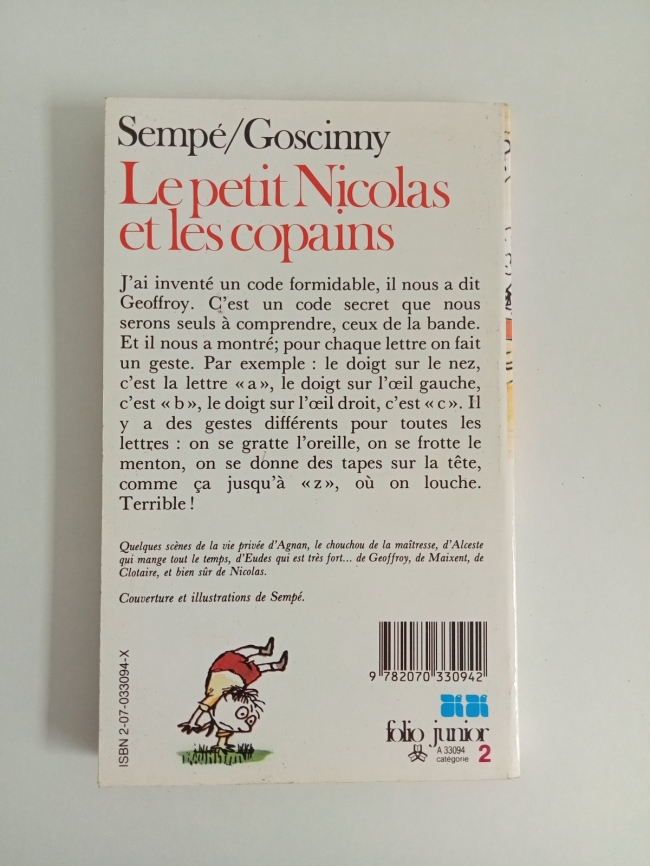 Sempé/Goscinny
Le petit Nicolas
et les copains
J'ai inventé un code formidable, il nous a dit
Geoffroy. C'est un code secret que nous
serons seuls à comprendre, ceux de la bande.
Et il nous a montré; pour chaque lettre on fait
un geste. Par exemple : le doigt sur le nez,
c'est la lettre « a », le doigt sur l'œil gauche,
c'est « b », le doigt sur l'œil droit, c'est « c ». Il
y a des gestes différents pour toutes les
lettres : on se gratte l'oreille, on se frotte le
menton, on se donne des tapes sur la tête,
comme ça jusqu'à « z », où on louche.
Terrible !
Quelques scènes de la vie privée d'Agnan, le chouchou de la maîtresse, d'Alceste
qui mange tout le temps, d'Eudes qui est très fort... de Geoffroy, de Maixent, de
Clotaire, et bien sûr de Nicolas.
Couverture et illustrations de Sempé.
ISBN 2-07-033094-X
9 782070 330942
folio junior
A 33094
catégorie 2